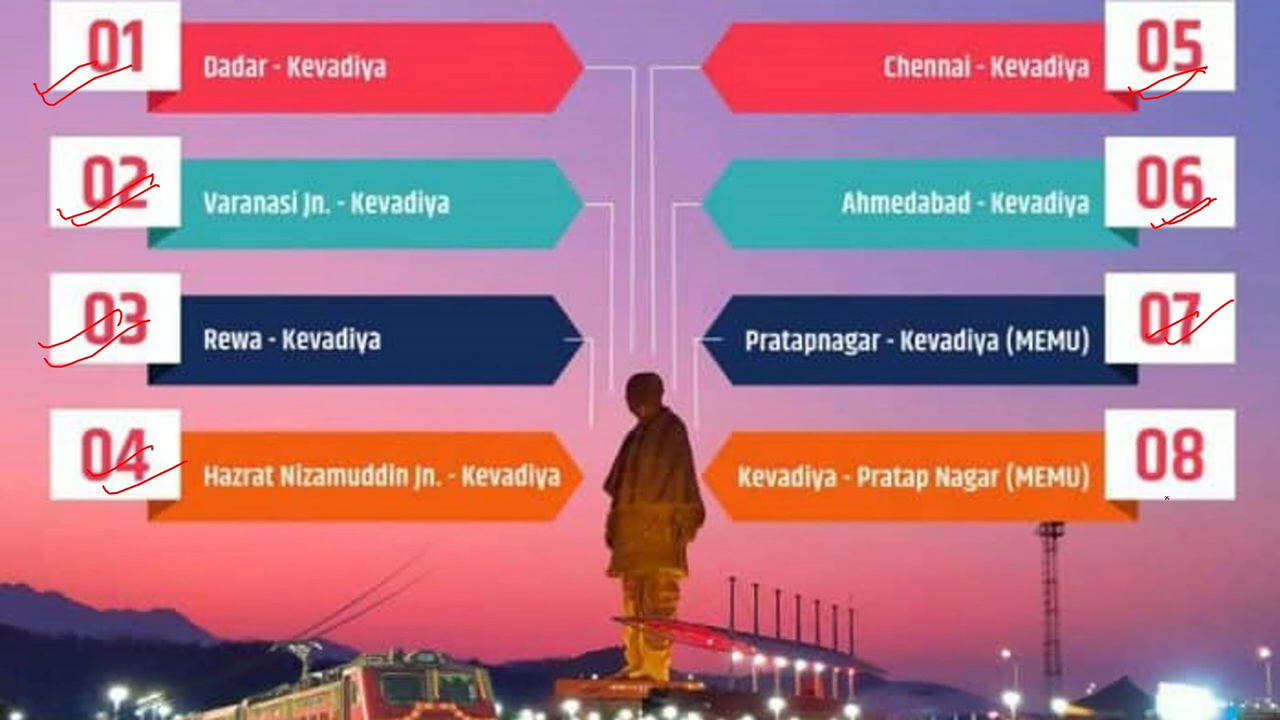 01
Dadar - Kevadiya
02
Varanasi Jn. - Kevadiya
03
Rewa - Kevadiya
04
Hazrat Nizamuddin Jn. - Kevadiya
05
Chennai - Kevadiya
06
Ahmedabad - Kevadiya
07
Pratapnagar - Kevadiya (MEMU)
08
Kevadiya - Pratap Nagar (MEMU)